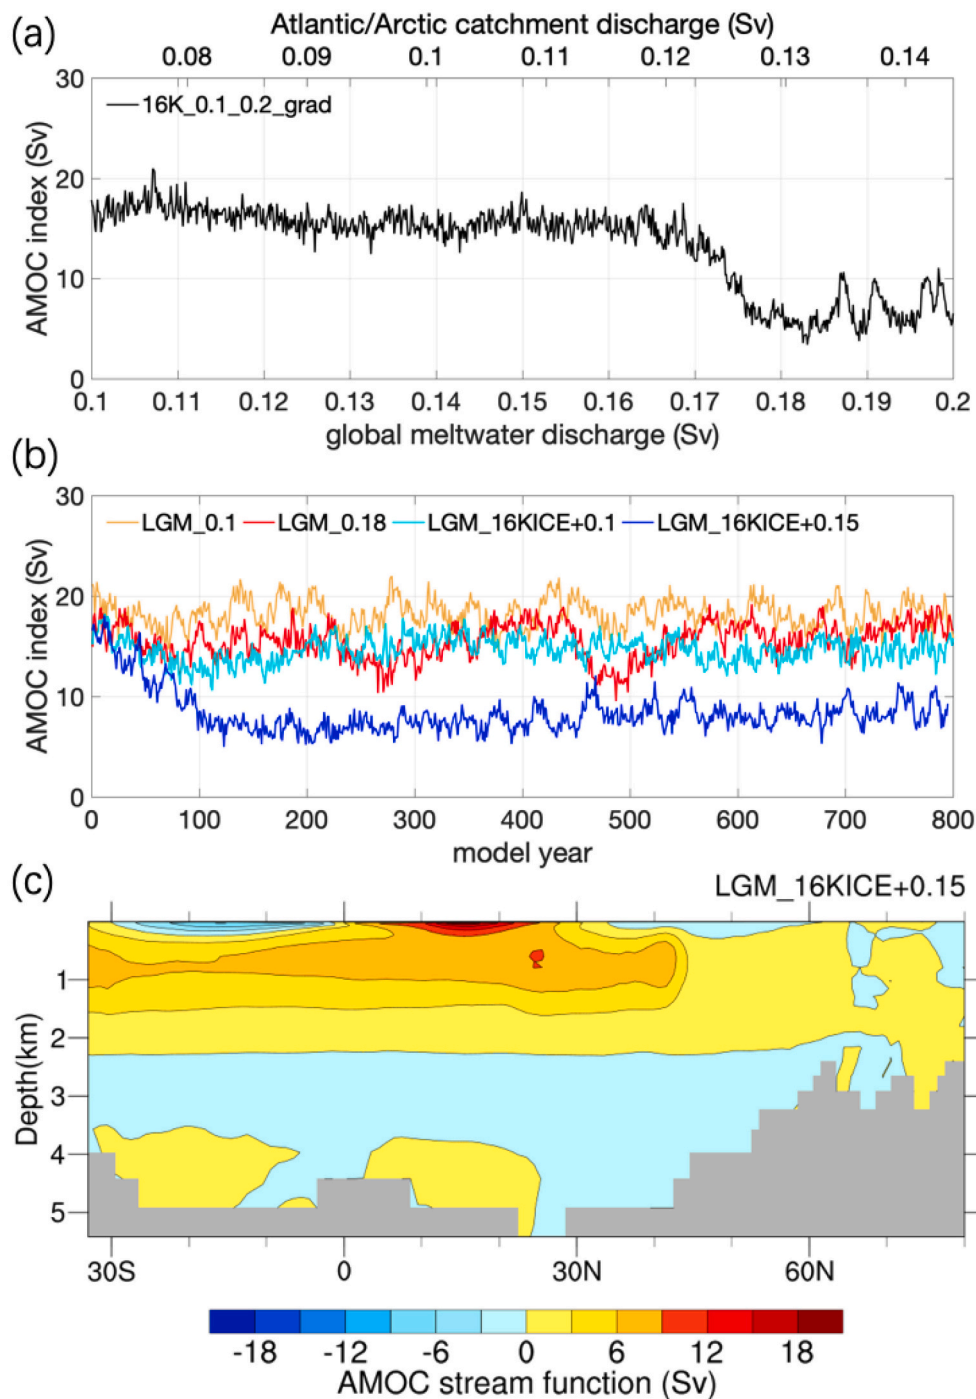 (a)
Atlantic/Arctic catchment discharge (Sv)
0.08 0.09 0.1 0.11 0.12 0.13 0.14
30
20
10
0
AMOC index (Sv)
16K_0.1_0.2_grad
0.1 0.11 0.12 0.13 0.14 0.15 0.16 0.17 0.18 0.19 0.2
global meltwater discharge (Sv)
(b)
30
20
10
0
AMOC index (Sv)
LGM_0.1 LGM_0.18 LGM_16KICE+0.1 LGM_16KICE+0.15
0 100 200 300 400 500 600 700 800
model year
(c)
LGM_16KICE+0.15
1
2
3
4
5
Depth(km)
30S 0 30N 60N
-18 -12 -6 0 6 12 18
AMOC stream function (Sv)